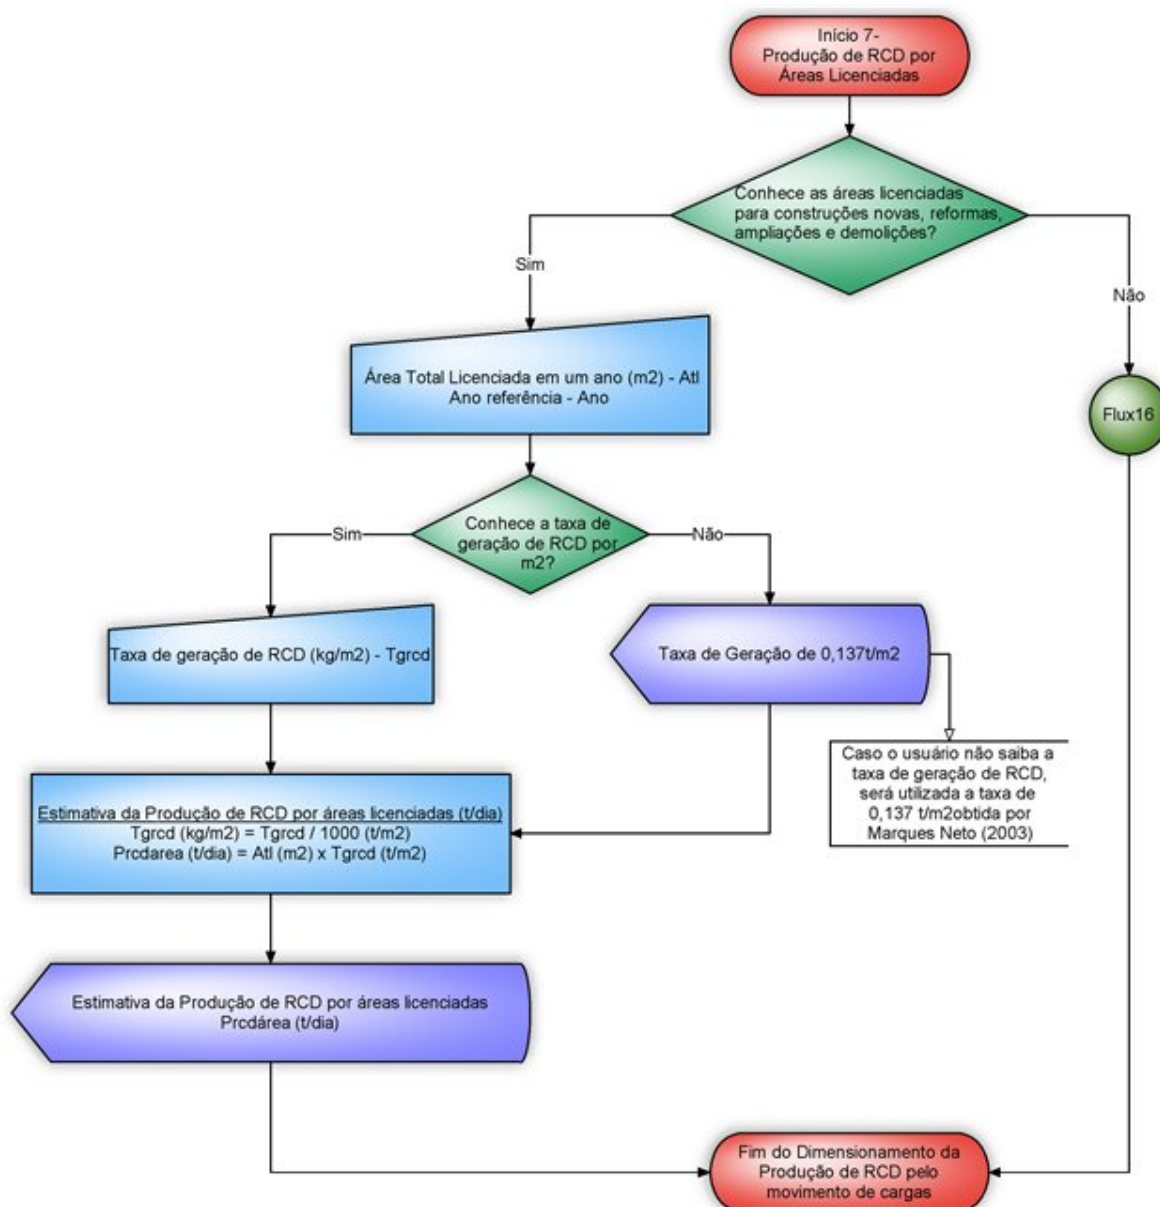 Início 7-
Produção de RCD por
Áreas Licenciadas
Conhece as áreas licenciadas
para construções novas, reformas,
ampliações e demolições?
Sim
Não
Área Total Licenciada em um ano (m2) - Atl
Ano referência - Ano
Flux16
Conhece a taxa de
geração de RCD por
m2?
Sim
Não
Taxa de geração de RCD (kg/m2) - Tgrcd
Taxa de Geração de 0,137t/m2
Caso o usuário não saiba a
taxa de geração de RCD,
será utilizada a taxa de
0,137 t/m2obtida por
Marques Neto (2003)
Estimativa da Produção de RCD por áreas licenciadas (t/dia)
Tgrcd (kg/m2) = Tgrcd / 1000 (t/m2)
Prcdarea (t/dia) = Atl (m2) x Tgrcd (t/m2)
Estimativa da Produção de RCD por áreas licenciadas
Prcdárea (t/dia)
Fim do Dimensionamento da
Produção de RCD pelo
movimento de cargas